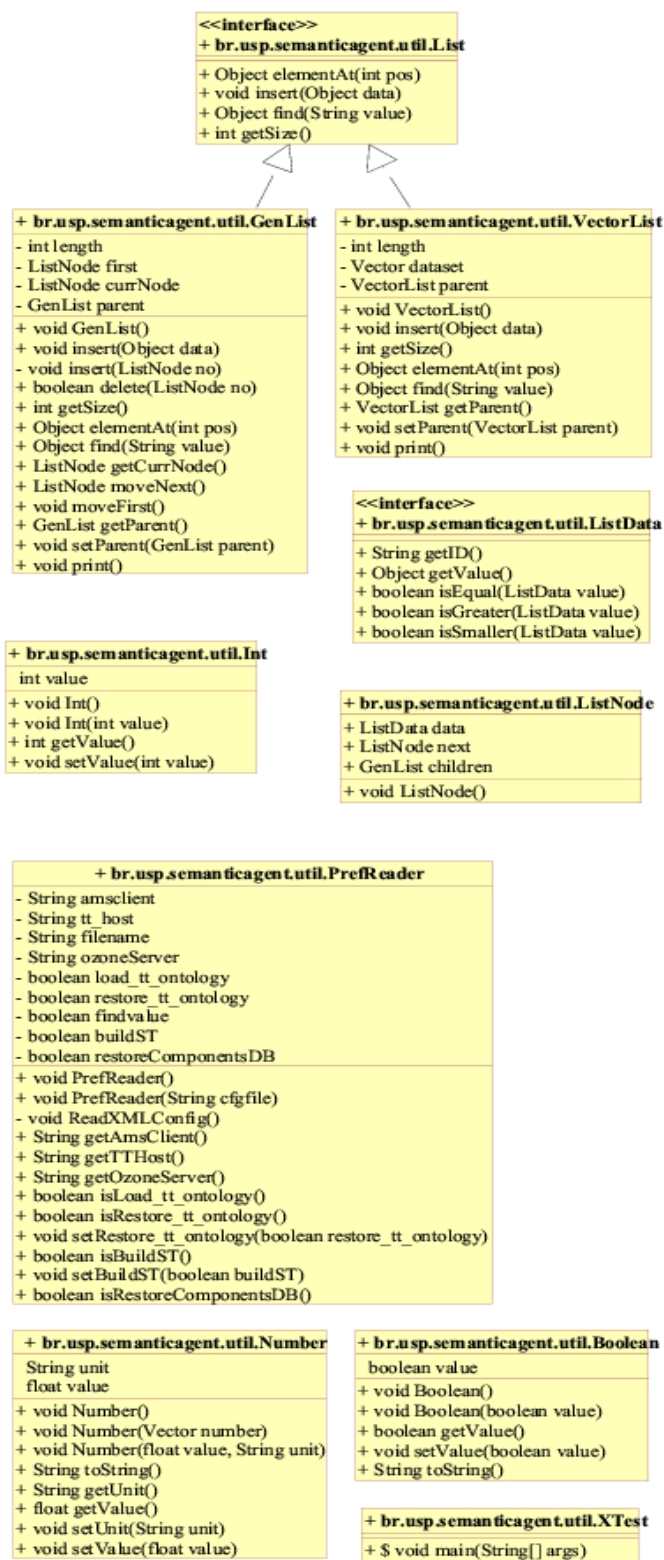 <<interface>>
+ br.usp.semanticagent.util.List
+ Object elementAt(int pos)
+ void insert(Object data)
+ Object find(String value)
+ int getSize()
+ br.usp.semanticagent.util.GenList
- int length
- ListNode first
- ListNode currNode
- GenList parent
+ void GenList()
+ void insert(Object data)
- void insert(ListNode no)
+ boolean delete(ListNode no)
+ int getSize()
+ Object elementAt(int pos)
+ Object find(String value)
+ ListNode getCurrNode()
+ ListNode moveNext()
+ void moveFirst()
+ GenList getParent()
+ void setParent(GenList parent)
+ void print()
+ br.usp.semanticagent.util.VectorList
- int length
- Vector dataset
- VectorList parent
+ void VectorList()
+ void insert(Object data)
+ int getSize()
+ Object elementAt(int pos)
+ Object find(String value)
+ VectorList getParent()
+ void setParent(VectorList parent)
+ void print()
<<interface>>
+ br.usp.semanticagent.util.ListData
+ String getID()
+ Object getValue()
+ boolean isEqual(ListData value)
+ boolean isGreater(ListData value)
+ boolean isSmaller(ListData value)
+ br.usp.semanticagent.util.Int
int value
+ void Int()
+ void Int(int value)
+ int getValue()
+ void setValue(int value)
+ br.usp.semanticagent.util.ListNode
+ ListData data
+ ListNode next
+ GenList children
+ void ListNode()
+ br.usp.semanticagent.util.PrefReader
- String amsclient
- String tt_host
- String filename
- String ozoneServer
- boolean load_tt_ontology
- boolean restore_tt_ontology
- boolean findvalue
- boolean buildST
- boolean restoreComponentsDB
+ void PrefReader()
+ void PrefReader(String cfgfile)
- void ReadXMLConfig()
+ String getAmsClient()
+ String getTTHost()
+ String getOzoneServer()
+ boolean isLoad_tt_ontology()
+ boolean isRestore_tt_ontology()
+ void setRestore_tt_ontology(boolean restore_tt_ontology)
+ boolean isBuildST()
+ void setBuildST(boolean buildST)
+ boolean isRestoreComponentsDB()
+ br.usp.semanticagent.util.Number
String unit
float value
+ void Number()
+ void Number(Vector number)
+ void Number(float value, String unit)
+ String toString()
+ String getUnit()
+ float getValue()
+ void setUnit(String unit)
+ void setValue(float value)
+ br.usp.semanticagent.util.Boolean
boolean value
+ void Boolean()
+ void Boolean(boolean value)
+ boolean getValue()
+ void setValue(boolean value)
+ String toString()
+ br.usp.semanticagent.util.XTest
+ $ void main(String[] args)